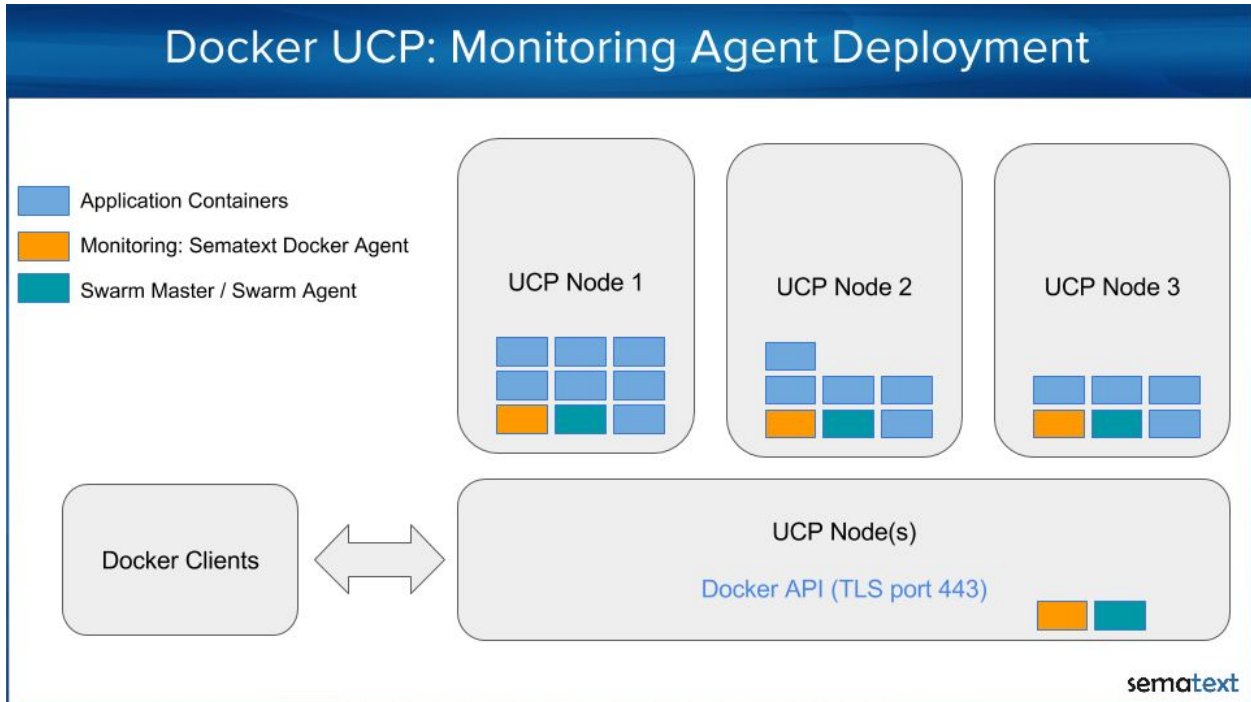 Docker UCP: Monitoring Agent Deployment
Application Containers
Monitoring: Sematext Docker Agent
Swarm Master / Swarm Agent
UCP Node 1
UCP Node 2
UCP Node 3
Docker Clients
UCP Node(s)
Docker API (TLS port 443)
sematext